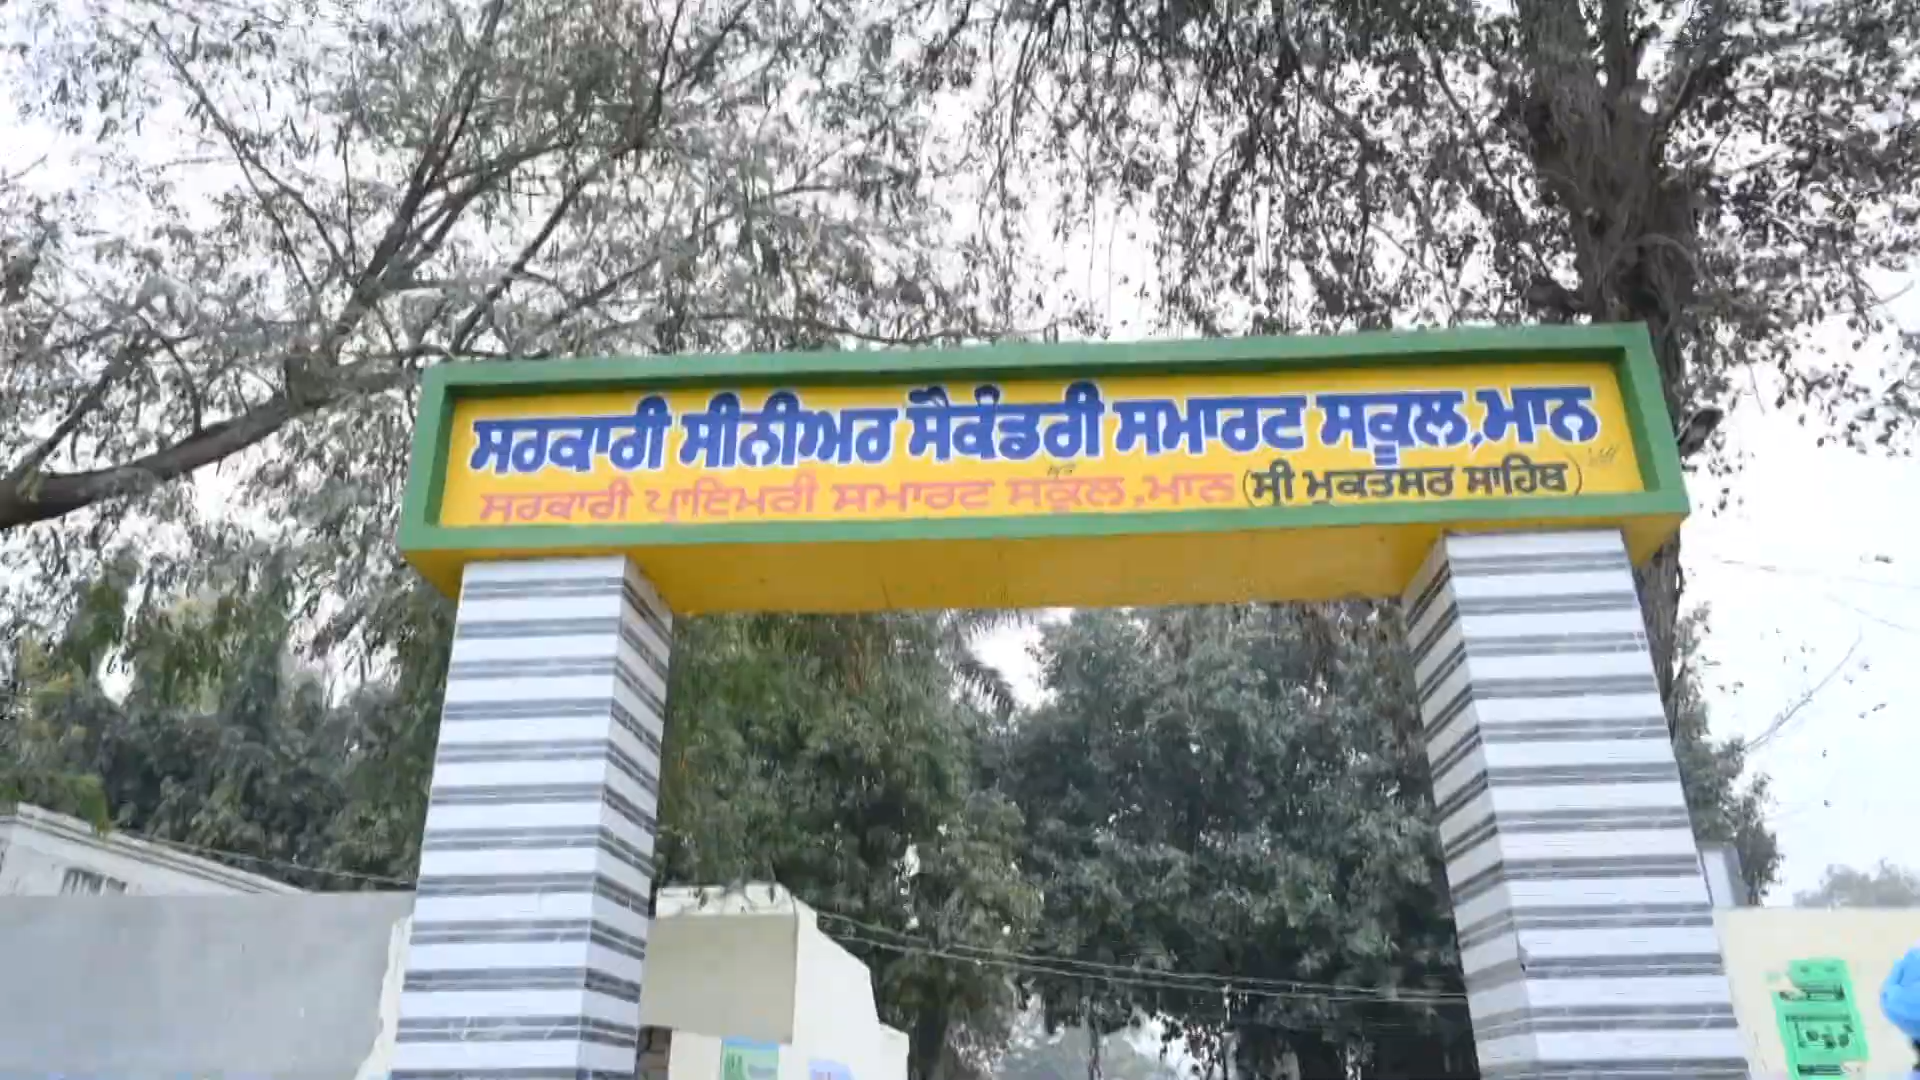 ਸਰਕਾਰੀ ਸੀਨੀਅਰ ਸੈਕੰਡਰੀ ਸਮਾਰਟ ਸਕੂਲ,ਮਾਨ
ਸਰਕਾਰੀ ਪ੍ਰਾਇਮਰੀ ਸਮਾਰਟ ਸਕੂਲ,ਮਾਨ (ਸ੍ਰੀ ਮੁਕਤਸਰ ਸਾਹਿਬ)